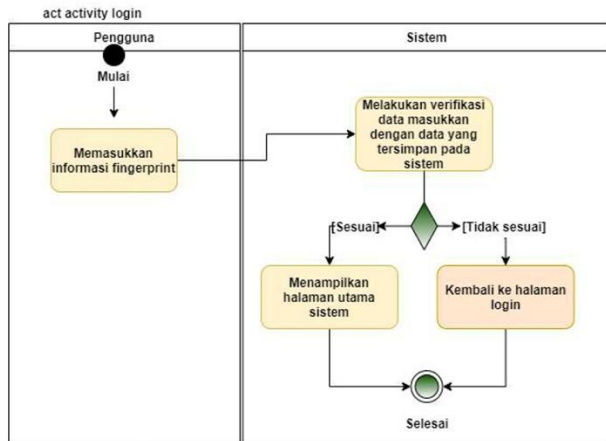 act activity login
Pengguna
Sistem
Mulai
Memasukkan
informasi fingerprint
Melakukan verifikasi
data masukkan
dengan data yang
tersimpan pada
sistem
[Sesuai]
[Tidak sesuai]
Menampilkan
halaman utama
sistem
Kembali ke halaman
login
Selesai